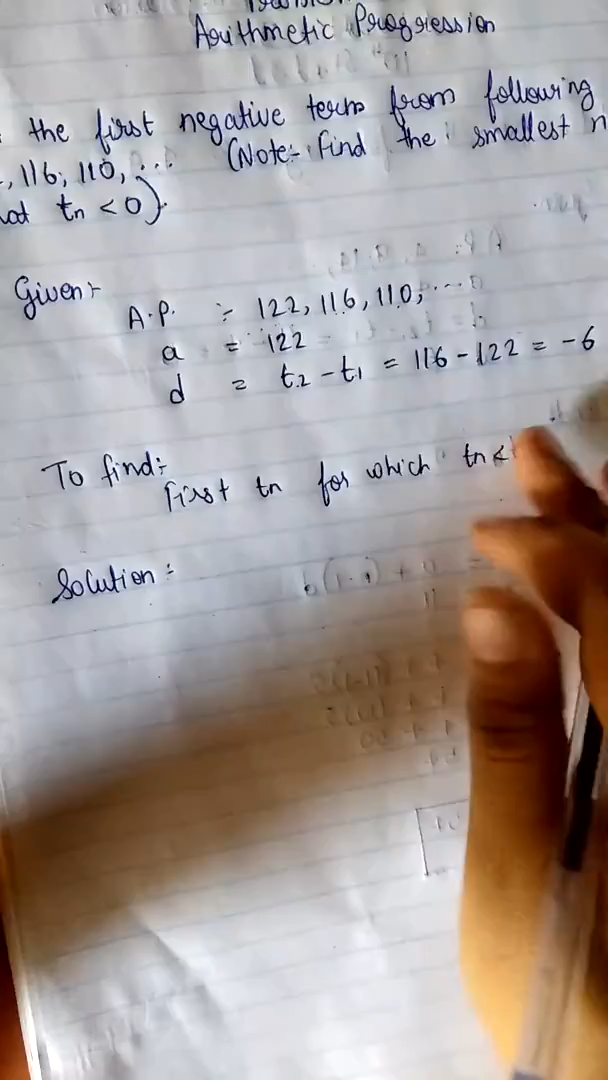 Arithmetic Progression
the first negative term from following
, 116, 110, ... (Note:- Find the smallest n
tn < 0).
Given:-
A.P. :- 122, 116, 110, ...
a = 122
d = t2 - t1 = 116 - 122 = -6
To find:-
First tn for which tn <
Solution:-